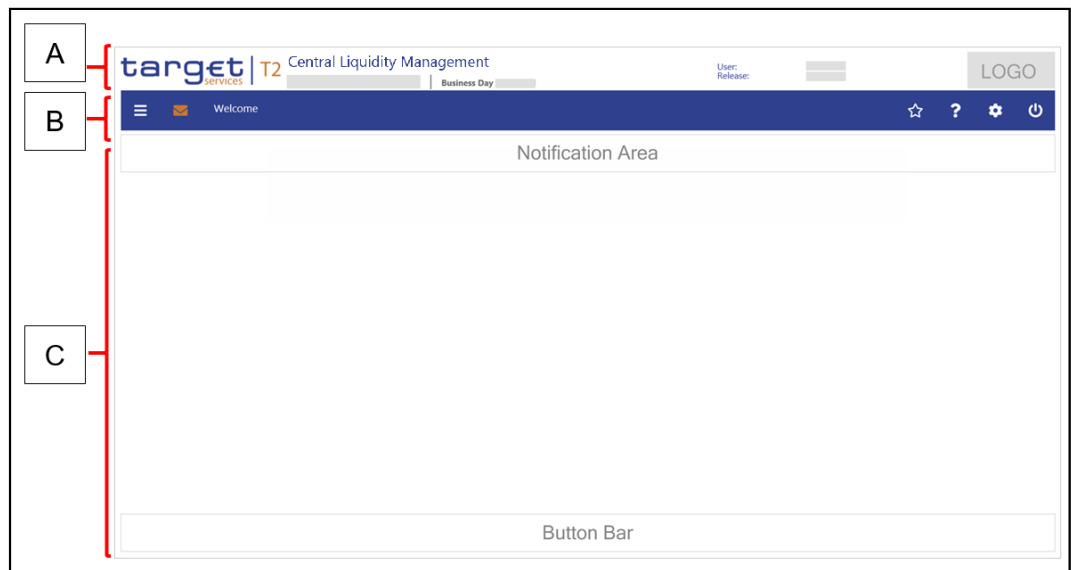 A
target
services
T2
Central Liquidity Management
Business Day
User:
Release:
LOGO
B
Welcome
?
Notification Area
C
Button Bar